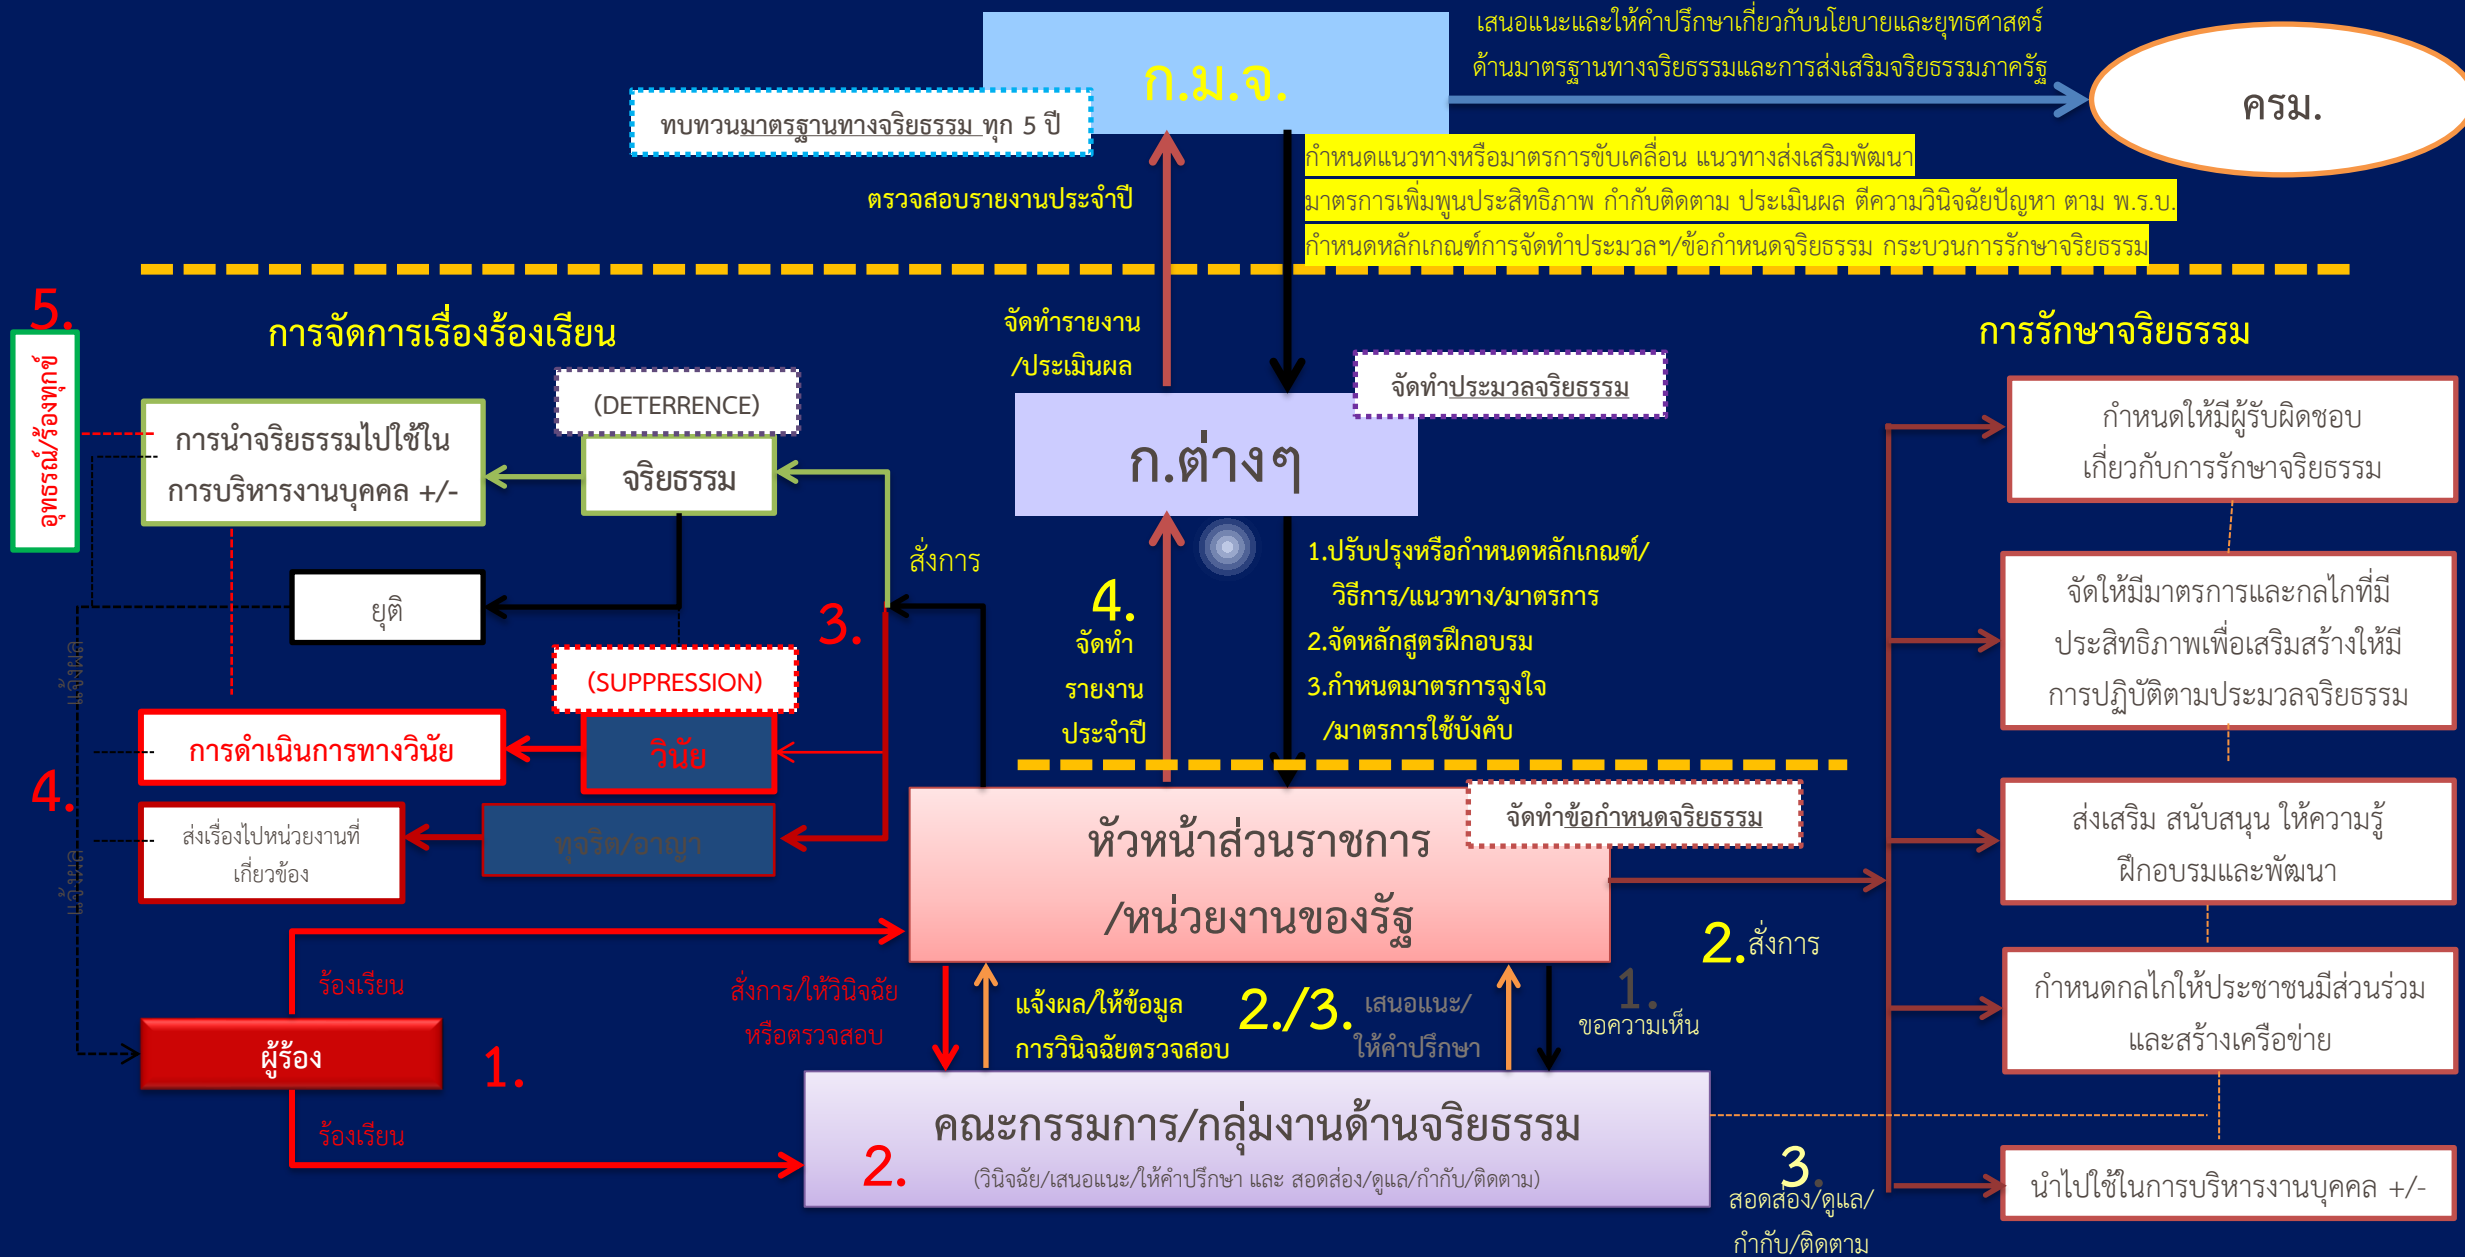 เสนอแนะและให้คำปรึกษาเกี่ยวกับนโยบายและยุทธศาสตร์
ด้านมาตรฐานทางจริยธรรมและการส่งเสริมจริยธรรมภาครัฐ
ก.ม.จ.
ครม.
ทบทวนมาตรฐานทางจริยธรรม ทุก 5 ปี
ตรวจสอบรายงานประจำปี
กำหนดแนวทางหรือมาตรการขับเคลื่อน แนวทางส่งเสริมพัฒนา
มาตรการเพิ่มพูนประสิทธิภาพ กำกับติดตาม ประเมินผล ตีความวินิจฉัยปัญหา ตาม พ.ร.บ.
กำหนดหลักเกณฑ์การจัดทำประมวลฯ/ข้อกำหนดจริยธรรม กระบวนการรักษาจริยธรรม
5.
อุทธรณ์/ร้องทุกข์
การจัดการเรื่องร้องเรียน
(DETERRENCE)
จริยธรรม
การนำจริยธรรมไปใช้ใน
การบริหารงานบุคคล +/-
ยุติ
แจ้งผล
สั่งการ
3.
(SUPPRESSION)
วินัย
การดำเนินการทางวินัย
4.
ทุจริต/อาญา
ส่งเรื่องไปหน่วยงานที่
เกี่ยวข้อง
แจ้งผล
ร้องเรียน
ผู้ร้อง
1.
ร้องเรียน
จัดทำรายงาน
/ประเมินผล
จัดทำประมวลจริยธรรม
ก.ต่างๆ
4.
จัดทำ
รายงาน
ประจำปี
1.ปรับปรุงหรือกำหนดหลักเกณฑ์/
วิธีการ/แนวทาง/มาตรการ
2.จัดหลักสูตรฝึกอบรม
3.กำหนดมาตรการจูงใจ
/มาตรการใช้บังคับ
จัดทำข้อกำหนดจริยธรรม
หัวหน้าส่วนราชการ
/หน่วยงานของรัฐ
สั่งการ/ให้วินิจฉัย
หรือตรวจสอบ
แจ้งผล/ให้ข้อมูล
การวินิจฉัยตรวจสอบ
2./3.
เสนอแนะ/
ให้คำปรึกษา
1.
ขอความเห็น
2.สั่งการ
คณะกรรมการ/กลุ่มงานด้านจริยธรรม
2.
(วินิจฉัย/เสนอแนะ/ให้คำปรึกษา และ สอดส่อง/ดูแล/กำกับ/ติดตาม)
3.
สอดส่อง/ดูแล/
กำกับ/ติดตาม
การรักษาจริยธรรม
กำหนดให้มีผู้รับผิดชอบ
เกี่ยวกับการรักษาจริยธรรม
จัดให้มีมาตรการและกลไกที่มี
ประสิทธิภาพเพื่อเสริมสร้างให้มี
การปฏิบัติตามประมวลจริยธรรม
ส่งเสริม สนับสนุน ให้ความรู้
ฝึกอบรมและพัฒนา
กำหนดกลไกให้ประชาชนมีส่วนร่วม
และสร้างเครือข่าย
นำไปใช้ในการบริหารงานบุคคล +/-